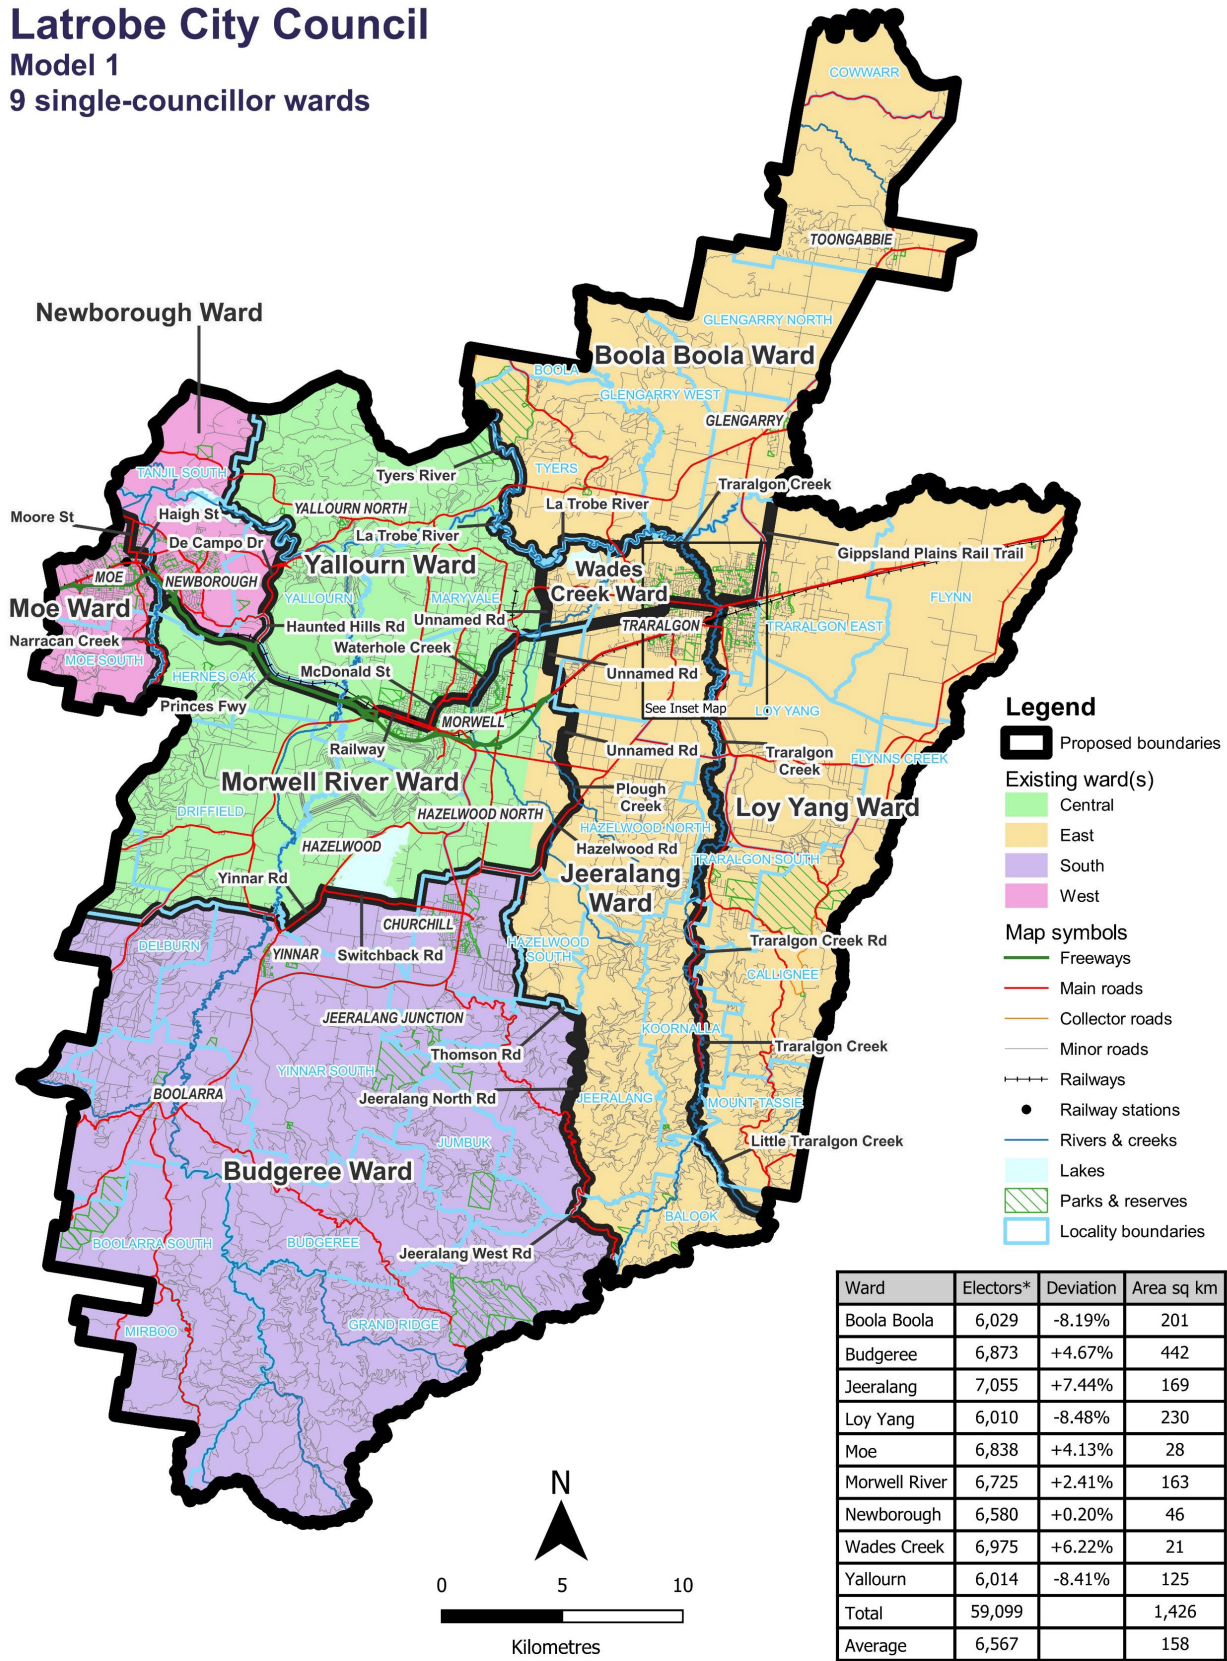 Latrobe City Council
Model 1
9 single-councillor wards
COWWARR
TOONGABBIE
GLENGARRY NORTH
Newborough Ward
Boola Boola Ward
BOOLA
GLENGARRY WEST
GLENGARRY
TANJIL SOUTH
Tyers River
TYERS
Traralgon Creek
YALLOURN NORTH
La Trobe River
Moore St
Haigh St
La Trobe River
De Campo Dr
Gippsland Plains Rail Trail
Yallourn Ward
Wades
Creek Ward
MOE
NEWBOROUGH
Moe Ward
YALLOURN
MARYVALE
FLYNN
Unnamed Rd
Haunted Hills Rd
TRARALGON
TRARALGON EAST
Narracan Creek
Waterhole Creek
MOE SOUTH
HERNES OAK
McDonald St
Unnamed Rd
Princes Fwy
See Inset Map
LOY YANG
MORWELL
Railway
Unnamed Rd
Traralgon
Creek
FLYNNS CREEK
Morwell River Ward
Plough
Creek
Loy Yang Ward
DRIFFIELD
HAZELWOOD NORTH
HAZELWOOD NORTH
HAZELWOOD
Hazelwood Rd
TRARALGON SOUTH
Yinnar Rd
Jeeralang
Ward
CHURCHILL
DELBURN
YINNAR
Switchback Rd
HAZELWOOD
SOUTH
Traralgon Creek Rd
CALLIGNEE
JEERALANG JUNCTION
KOORNALLA
Thomson Rd
Traralgon Creek
YINNAR SOUTH
BOOLARRA
Jeeralang North Rd
JEERALANG
MOUNT TASSIE
JUMBUK
Little Traralgon Creek
Budgeree Ward
BALOOK
BOOLARRA SOUTH
BUDGEREE
Jeeralang West Rd
MIRBOO
GRAND RIDGE
Legend
Proposed boundaries
Existing ward(s)
Central
East
South
West
Map symbols
Freeways
Main roads
Collector roads
Minor roads
Railways
Railway stations
Rivers & creeks
Lakes
Parks & reserves
Locality boundaries
Ward Electors* Deviation Area sq km
Boola Boola 6,029 -8.19% 201
Budgeree 6,873 +4.67% 442
Jeeralang 7,055 +7.44% 169
Loy Yang 6,010 -8.48% 230
Moe 6,838 +4.13% 28
Morwell River 6,725 +2.41% 163
Newborough 6,580 +0.20% 46
Wades Creek 6,975 +6.22% 21
Yallourn 6,014 -8.41% 125
Total 59,099 1,426
Average 6,567 158
N
0 5 10
Kilometres